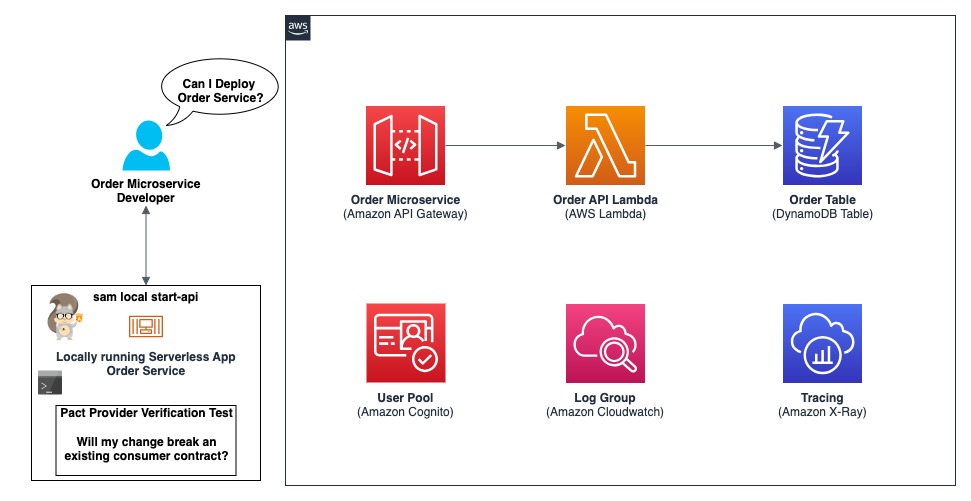 aws
Can I Deploy
Order Service?
Order Microservice
Developer
sam local start-api
Locally running Serverless App
Order Service
>_
Pact Provider Verification Test
Will my change break an
existing consumer contract?
</>
Order Microservice
(Amazon API Gateway)
Order API Lambda
(AWS Lambda)
Order Table
(DynamoDB Table)
User Pool
(Amazon Cognito)
Log Group
(Amazon Cloudwatch)
Tracing
(Amazon X-Ray)